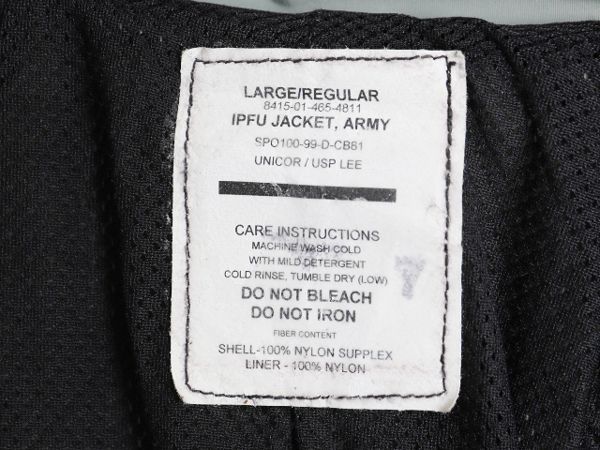 LARGE/REGULAR
8415-01-465-4811
IPFU JACKET, ARMY
SPO100-99-D-CB81
UNICOR / USP LEE
CARE INSTRUCTIONS
MACHINE WASH COLD
WITH MILD DETERGENT
COLD RINSE, TUMBLE DRY (LOW)
DO NOT BLEACH
DO NOT IRON
FIBER CONTENT
SHELL-100% NYLON SUPPLEX
LINER - 100% NYLON